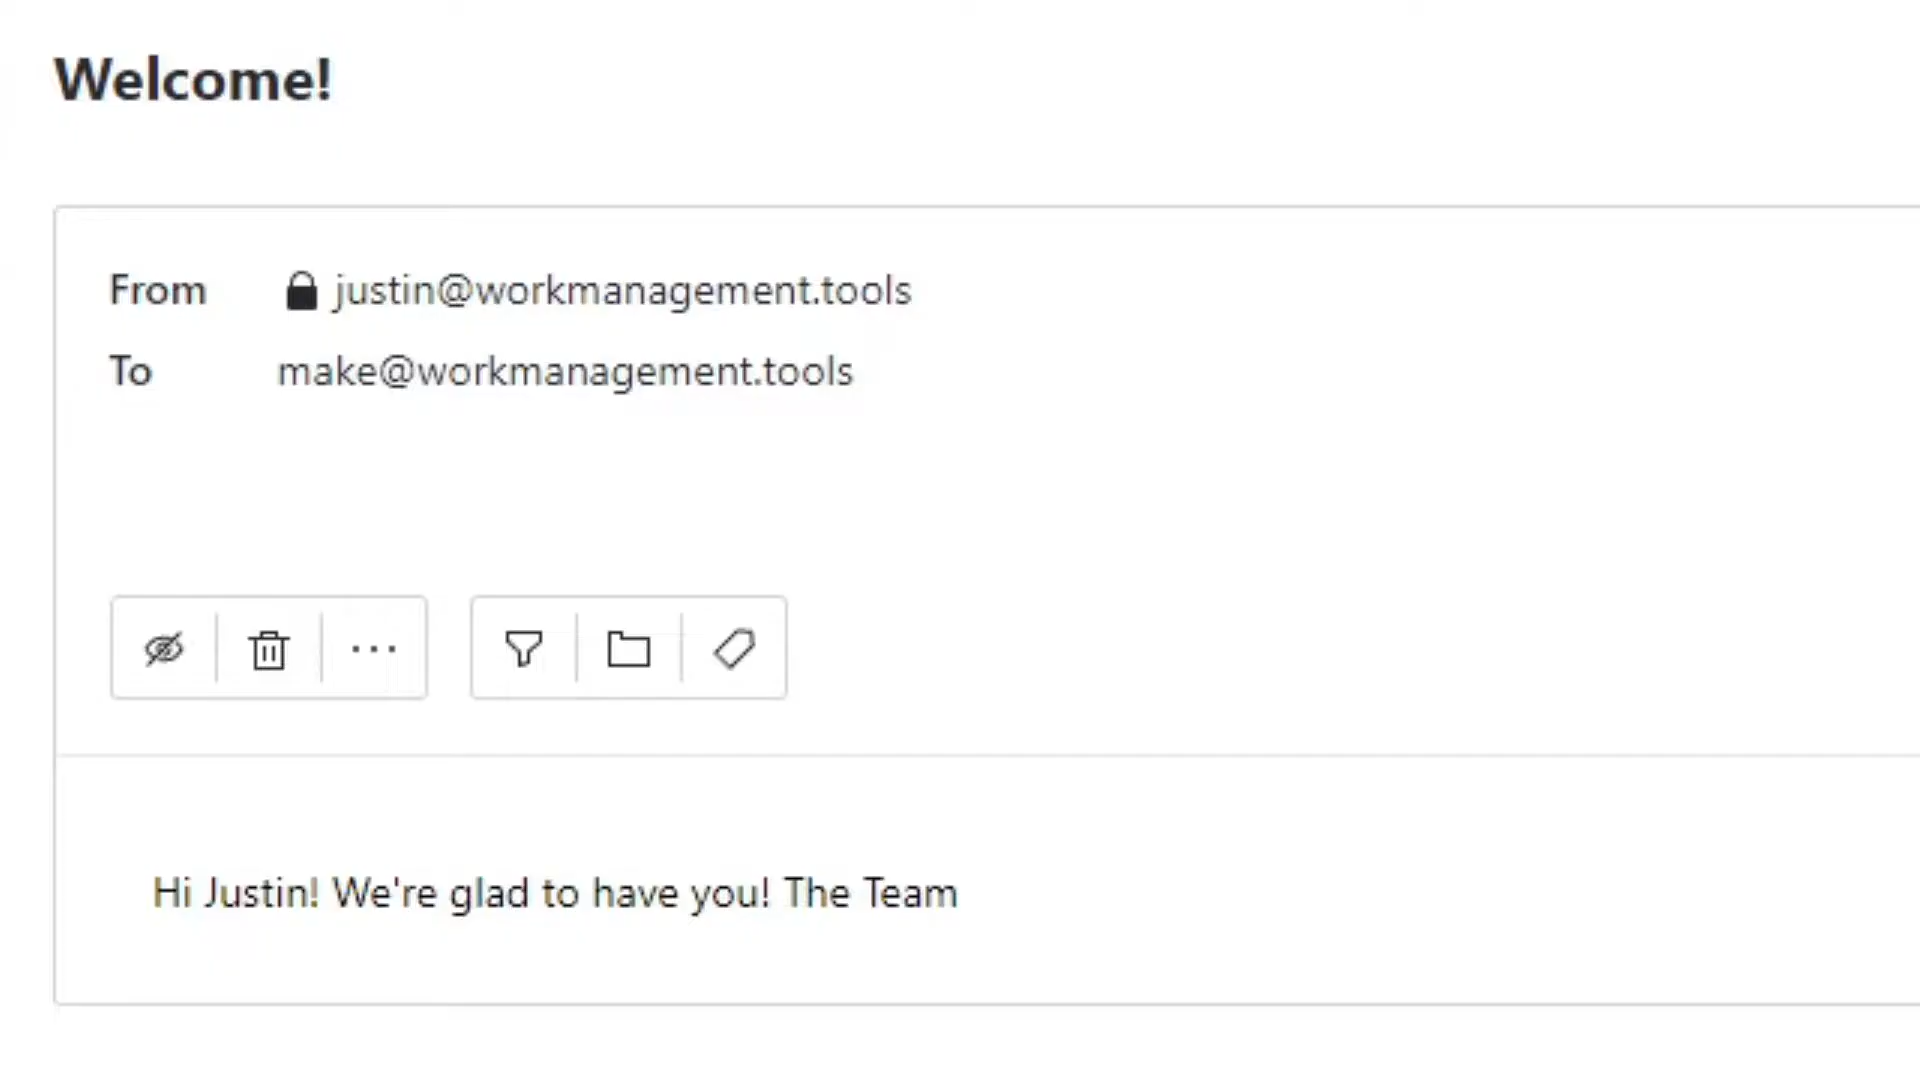 Welcome!
From justin@workmanagement.tools
To make@workmanagement.tools
Hi Justin! We're glad to have you! The Team